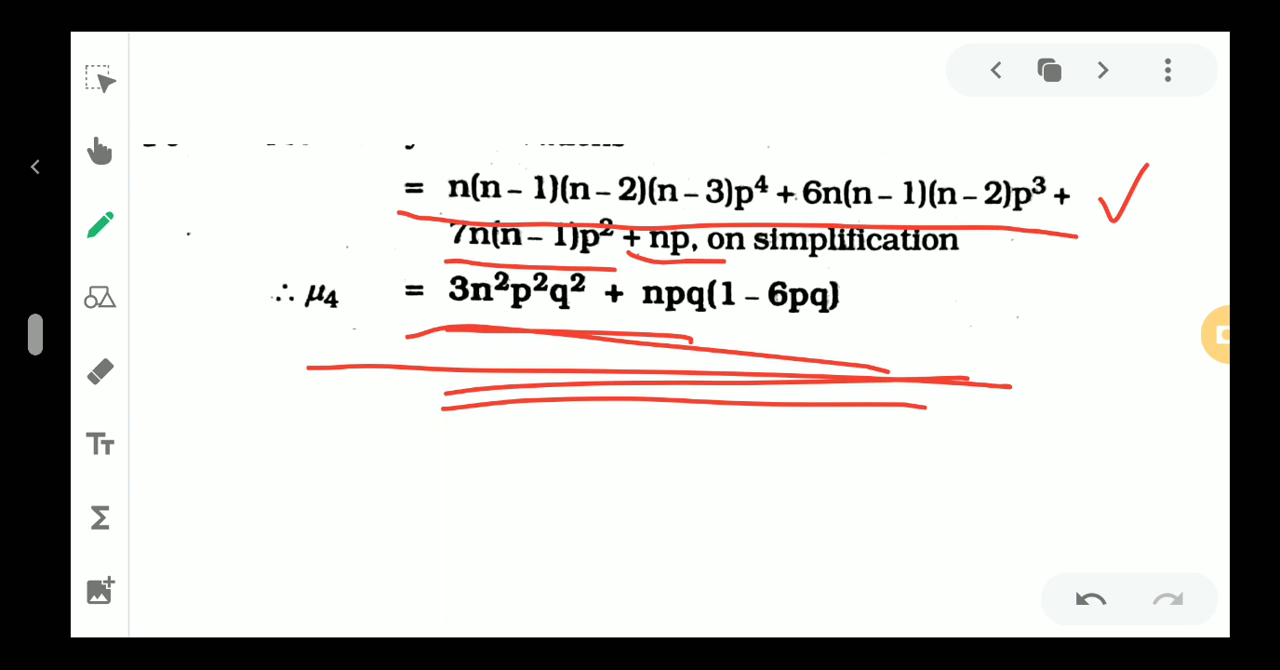 = n(n – 1)(n – 2)(n – 3)p⁴ + 6n(n – 1)(n – 2)p³ +
7n(n – 1)p² + np, on simplification
∴ μ₄ = 3n²p²q² + npq(1 – 6pq)